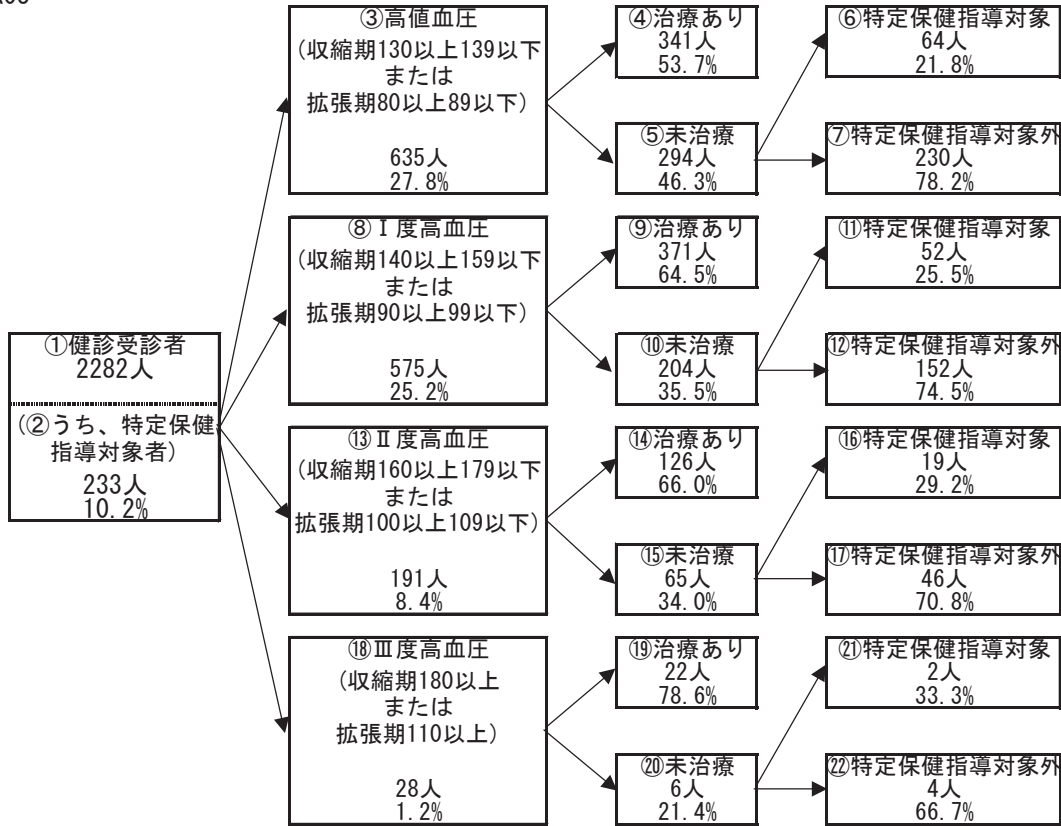 ①健診受診者
2282人
(②うち、特定保健
指導対象者)
233人
10.2%
③高値血圧
(収縮期130以上139以下
または
拡張期80以上89以下)
635人
27.8%
④治療あり
341人
53.7%
⑤未治療
294人
46.3%
⑥特定保健指導対象
64人
21.8%
⑦特定保健指導対象外
230人
78.2%
⑧Ⅰ度高血圧
(収縮期140以上159以下
または
拡張期90以上99以下)
575人
25.2%
⑨治療あり
371人
64.5%
⑩未治療
204人
35.5%
⑪特定保健指導対象
52人
25.5%
⑫特定保健指導対象外
152人
74.5%
⑬Ⅱ度高血圧
(収縮期160以上179以下
または
拡張期100以上109以下)
191人
8.4%
⑭治療あり
126人
66.0%
⑮未治療
65人
34.0%
⑯特定保健指導対象
19人
29.2%
⑰特定保健指導対象外
46人
70.8%
⑱Ⅲ度高血圧
(収縮期180以上
または
拡張期110以上)
28人
1.2%
⑲治療あり
22人
78.6%
⑳未治療
6人
21.4%
㉑特定保健指導対象
2人
33.3%
㉒特定保健指導対象外
4人
66.7%